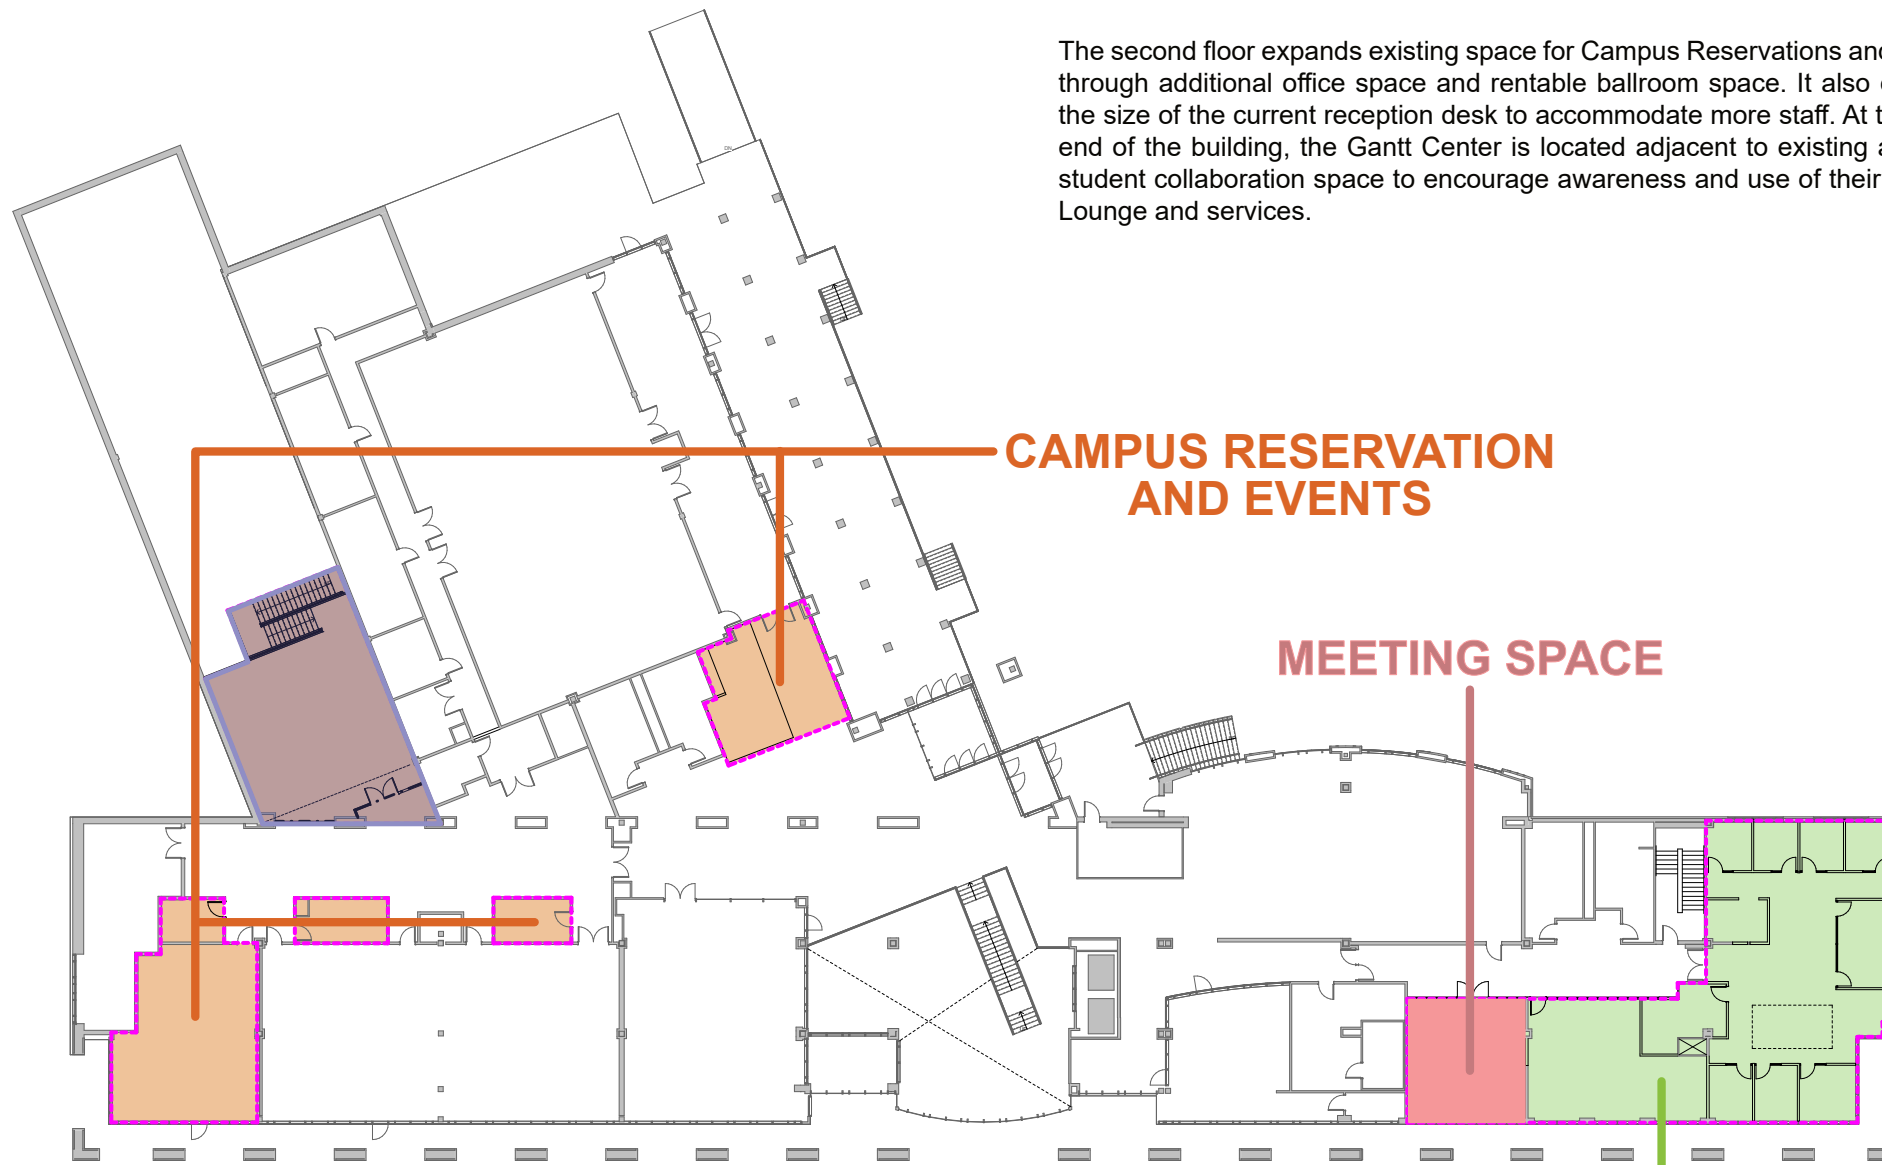 The second floor expands existing space for Campus Reservations and
through additional office space and rentable ballroom space. It also
the size of the current reception desk to accommodate more staff. At
end of the building, the Gantt Center is located adjacent to existing
student collaboration space to encourage awareness and use of their
Lounge and services.
DN
CAMPUS RESERVATION
AND EVENTS
MEETING SPACE